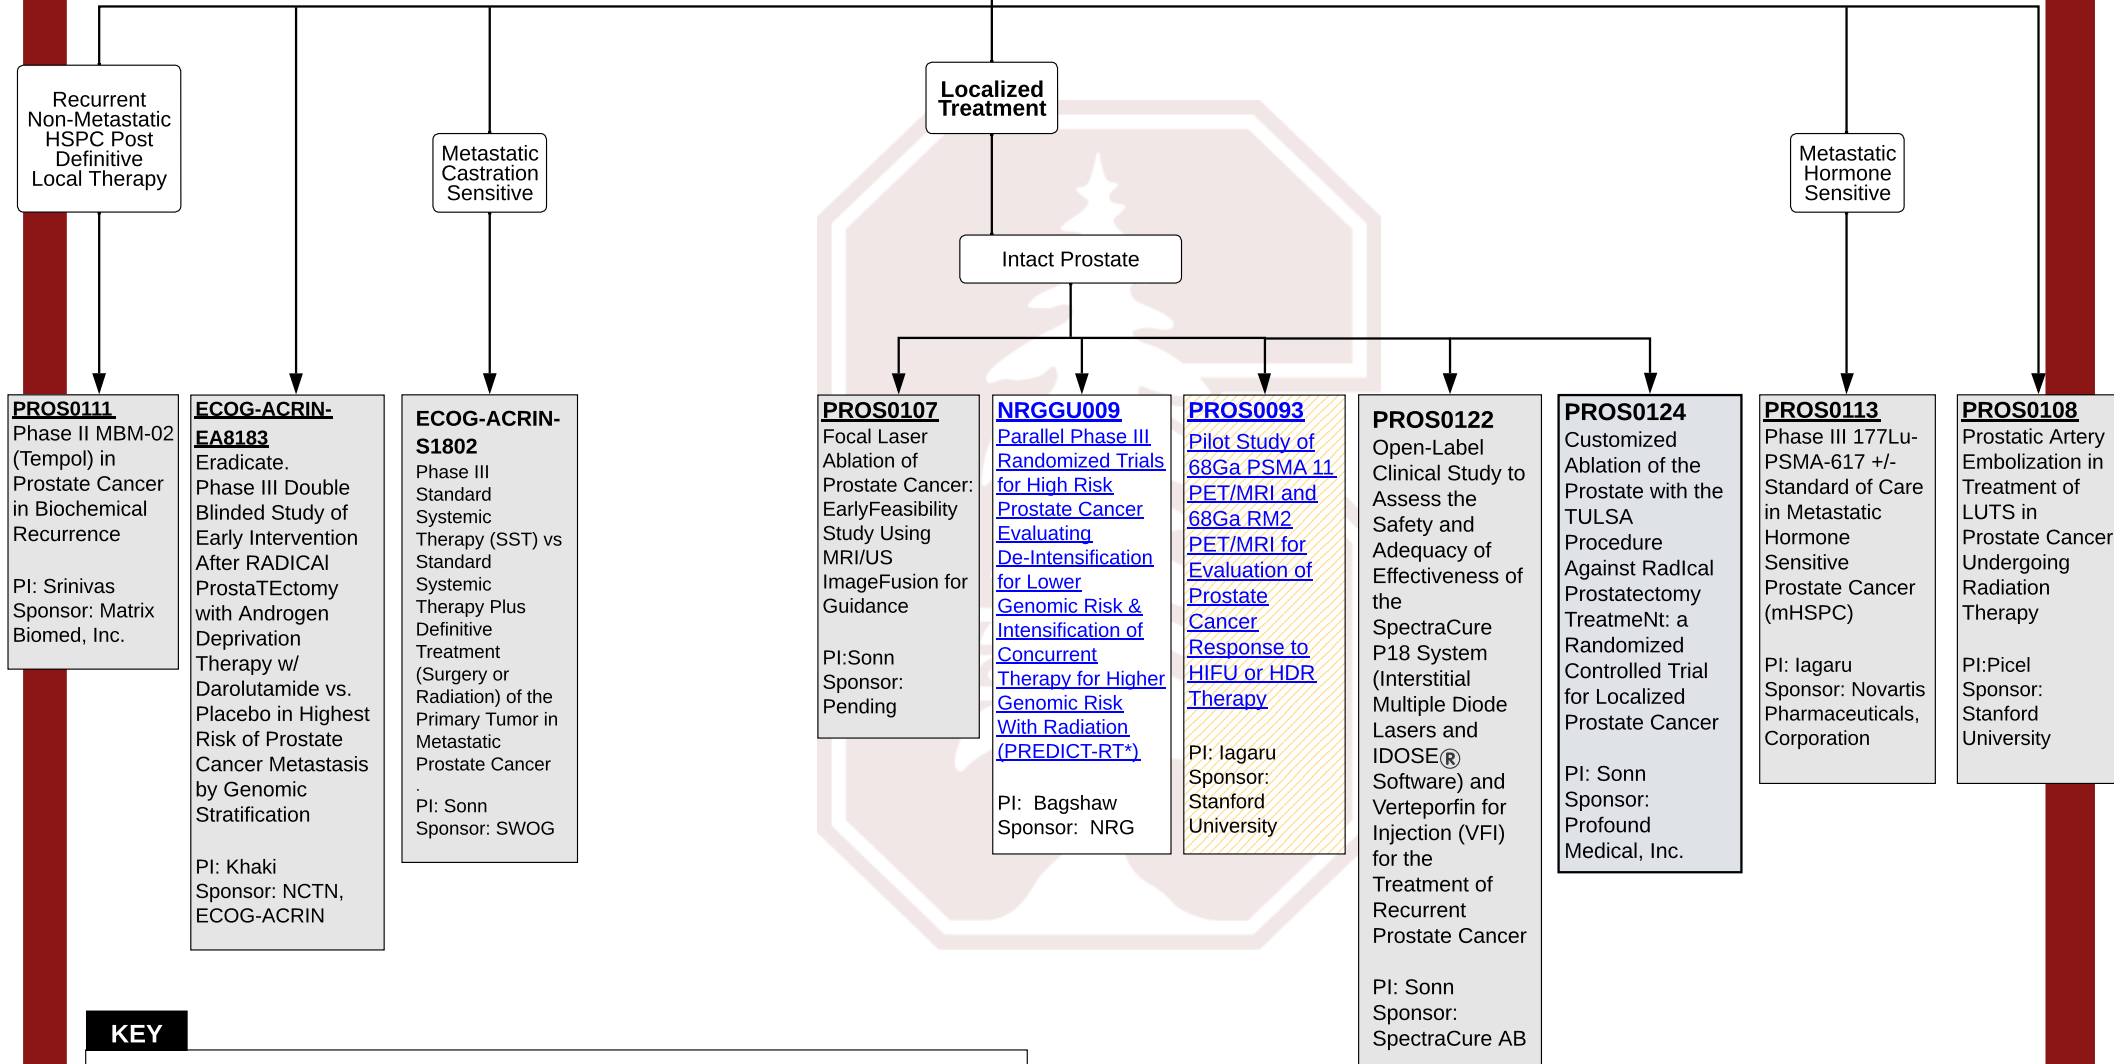 Recurrent
Non-Metastatic
HSPC Post
Definitive
Local Therapy
Metastatic
Castration
Sensitive
Localized
Treatment
Intact Prostate
Metastatic
Hormone
Sensitive
PROS0111
Phase II MBM-02
(Tempol) in
Prostate Cancer
in Biochemical
Recurrence
PI: Srinivas
Sponsor: Matrix
Biomed, Inc.
ECOG-ACRIN-
EA8183
Eradicate.
Phase III Double
Blinded Study of
Early Intervention
After RADICAl
ProstaTEctomy
with Androgen
Deprivation
Therapy w/
Darolutamide vs.
Placebo in Highest
Risk of Prostate
Cancer Metastasis
by Genomic
Stratification
PI: Khaki
Sponsor: NCTN,
ECOG-ACRIN
ECOG-ACRIN-
S1802
Phase III
Standard
Systemic
Therapy (SST) vs
Standard
Systemic
Therapy Plus
Definitive
Treatment
(Surgery or
Radiation) of the
Primary Tumor in
Metastatic
Prostate Cancer
.
PI: Sonn
Sponsor: SWOG
PROS0107
Focal Laser
Ablation of
Prostate Cancer:
EarlyFeasibility
Study Using
MRI/US
ImageFusion for
Guidance
PI:Sonn
Sponsor:
Pending
NRGGU009
Parallel Phase III
Randomized Trials
for High Risk
Prostate Cancer
Evaluating
De-Intensification
for Lower
Genomic Risk &
Intensification of
Concurrent
Therapy for Higher
Genomic Risk
With Radiation
(PREDICT-RT*)
PI:  Bagshaw
Sponsor:  NRG
PROS0093
Pilot Study of
68Ga PSMA 11
PET/MRI and
68Ga RM2
PET/MRI for
Evaluation of
Prostate
Cancer
Response to
HIFU or HDR
Therapy
PI: Iagaru
Sponsor:
Stanford
University
PROS0122
Open-Label
Clinical Study to
Assess the
Safety and
Adequacy of
Effectiveness of
the
SpectraCure
P18 System
(Interstitial
Multiple Diode
Lasers and
IDOSE®
Software) and
Verteporfin for
Injection (VFI)
for the
Treatment of
Recurrent
Prostate Cancer
PI: Sonn
Sponsor:
SpectraCure AB
PROS0124
Customized
Ablation of the
Prostate with the
TULSA
Procedure
Against RadIcal
Prostatectomy
TreatmeNt: a
Randomized
Controlled Trial
for Localized
Prostate Cancer
PI: Sonn
Sponsor:
Profound
Medical, Inc.
PROS0113
Phase III 177Lu-
PSMA-617 +/-
Standard of Care
in Metastatic
Hormone
Sensitive
Prostate Cancer
(mHSPC)
PI: Iagaru
Sponsor: Novartis
Pharmaceuticals,
Corporation
PROS0108
Prostatic Artery
Embolization in
Treatment of
LUTS in
Prostate Cancer
Undergoing
Radiation
Therapy
PI:Picel
Sponsor:
Stanford
University
KEY